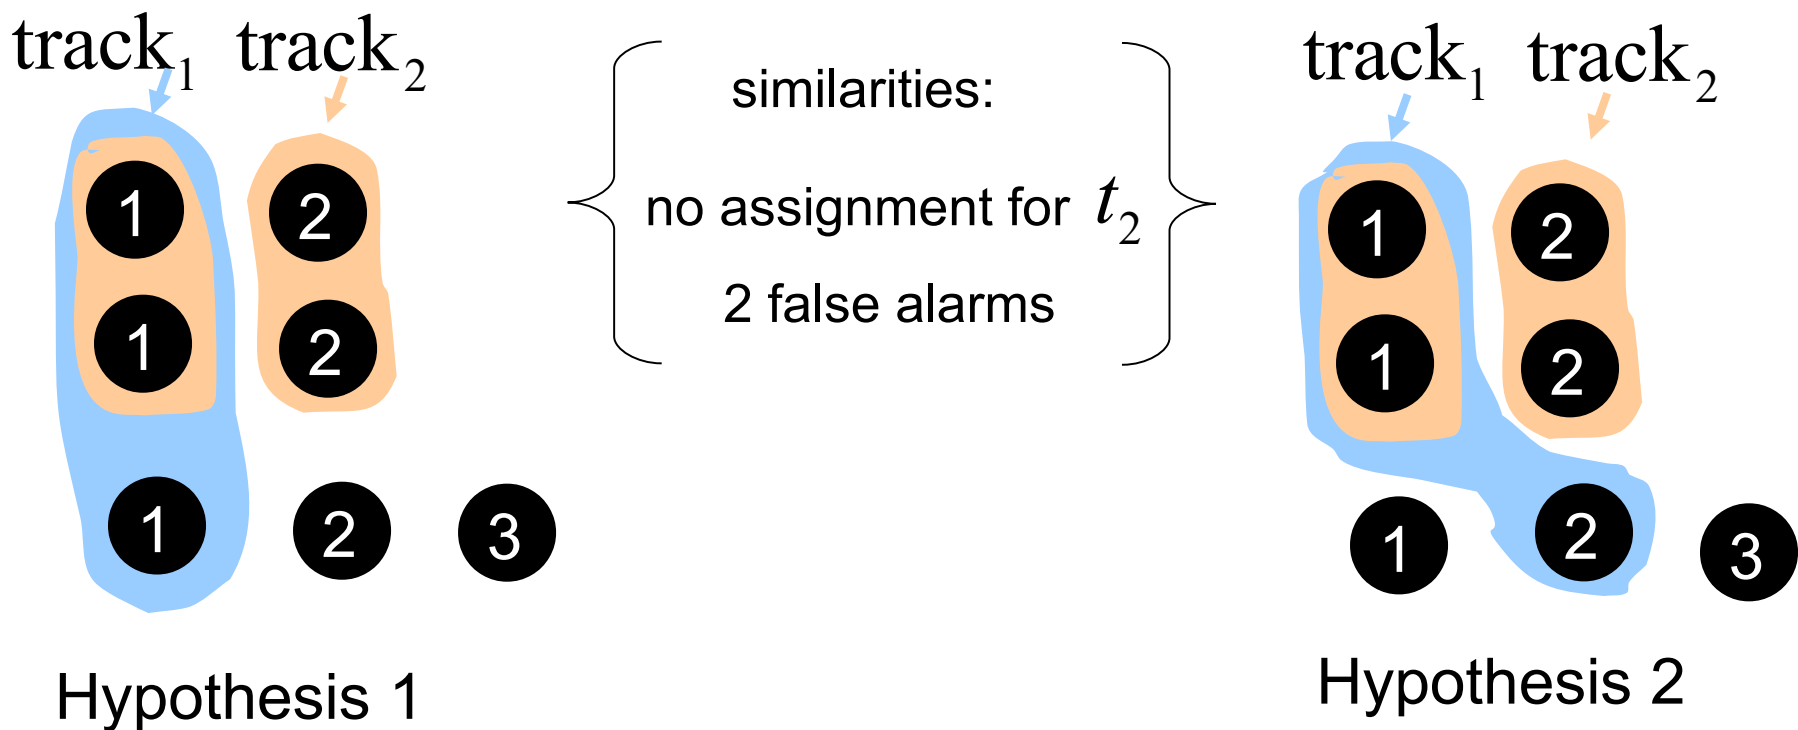 track₁ track₂
1 2
1 2
1 2 3
Hypothesis 1
similarities:
no assignment for t₂
2 false alarms
track₁ track₂
1 2
1 2
1 2 3
Hypothesis 2